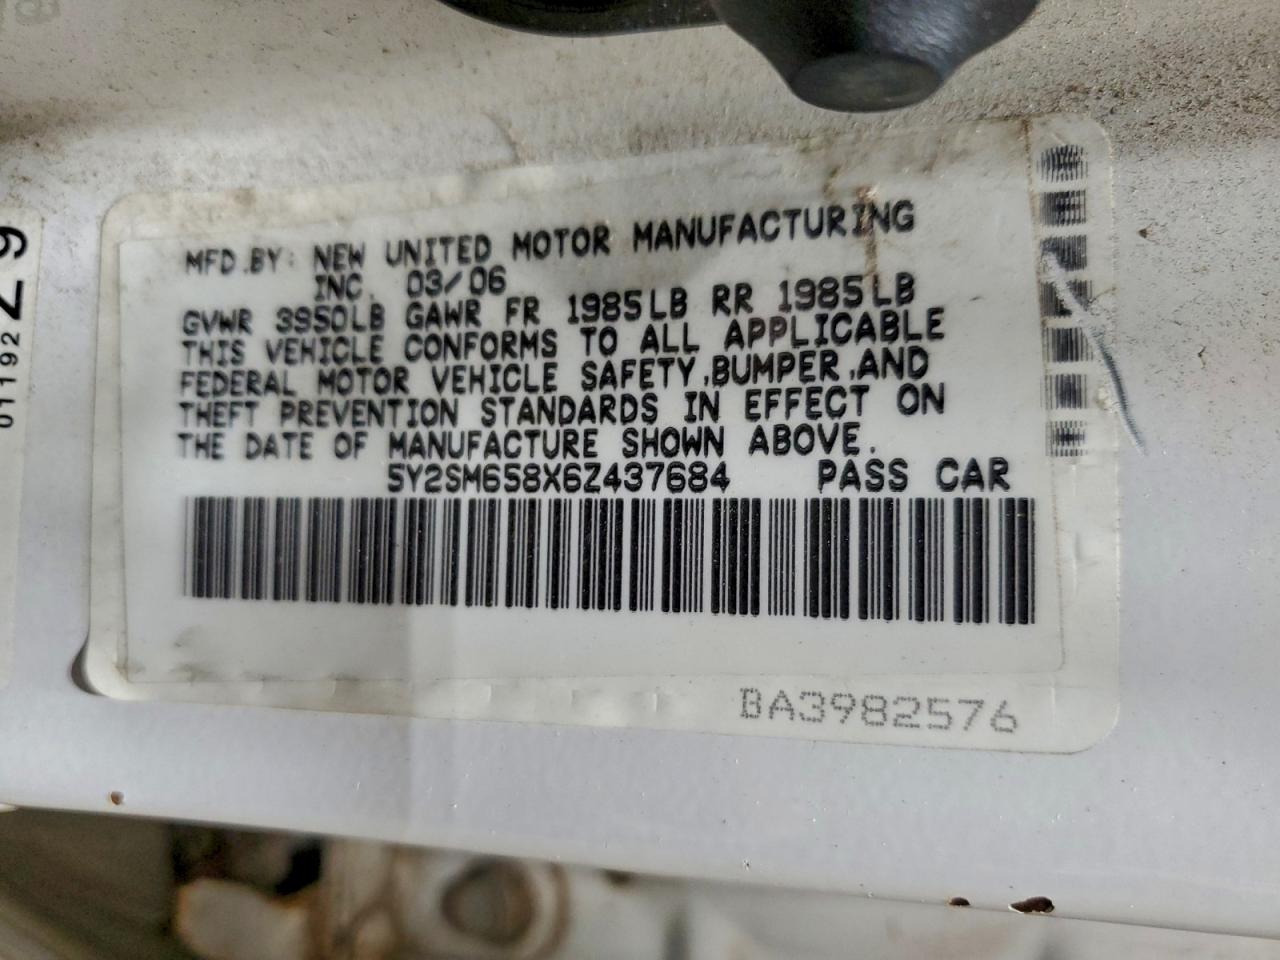 MFD.BY: NEW UNITED MOTOR MANUFACTURING
INC. 03/06
GVWR 3950LB GAWR FR 1985LB RR 1985LB
THIS VEHICLE CONFORMS TO ALL APPLICABLE
FEDERAL MOTOR VEHICLE SAFETY,BUMPER,AND
THEFT PREVENTION STANDARDS IN EFFECT ON
THE DATE OF MANUFACTURE SHOWN ABOVE.
5Y2SM658X6Z437684 PASS CAR
BA3982576
01192